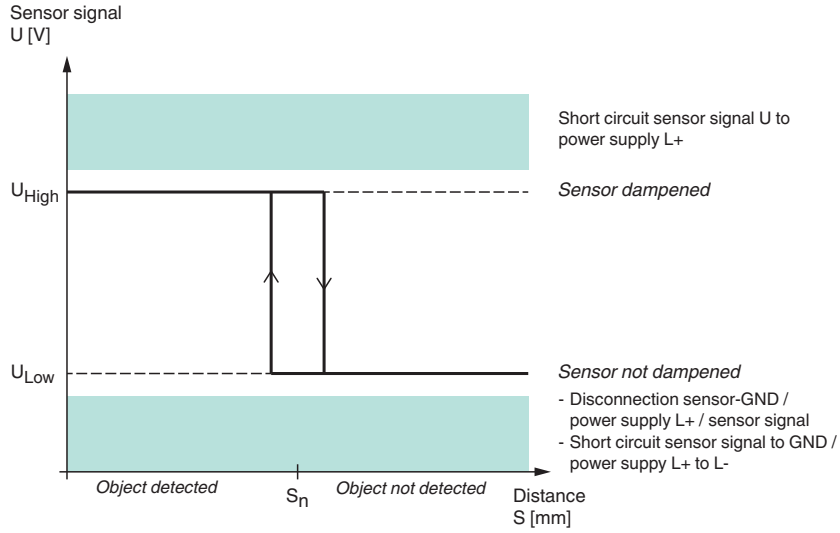 Sensor signal
U [V]
Short circuit sensor signal U to
power supply L+
UHigh
Sensor dampened
ULow
Sensor not dampened
- Disconnection sensor-GND /
power supply L+ / sensor signal
- Short circuit sensor signal to GND /
power suppy L+ to L-
Object detected
Sn
Object not detected
Distance
S [mm]